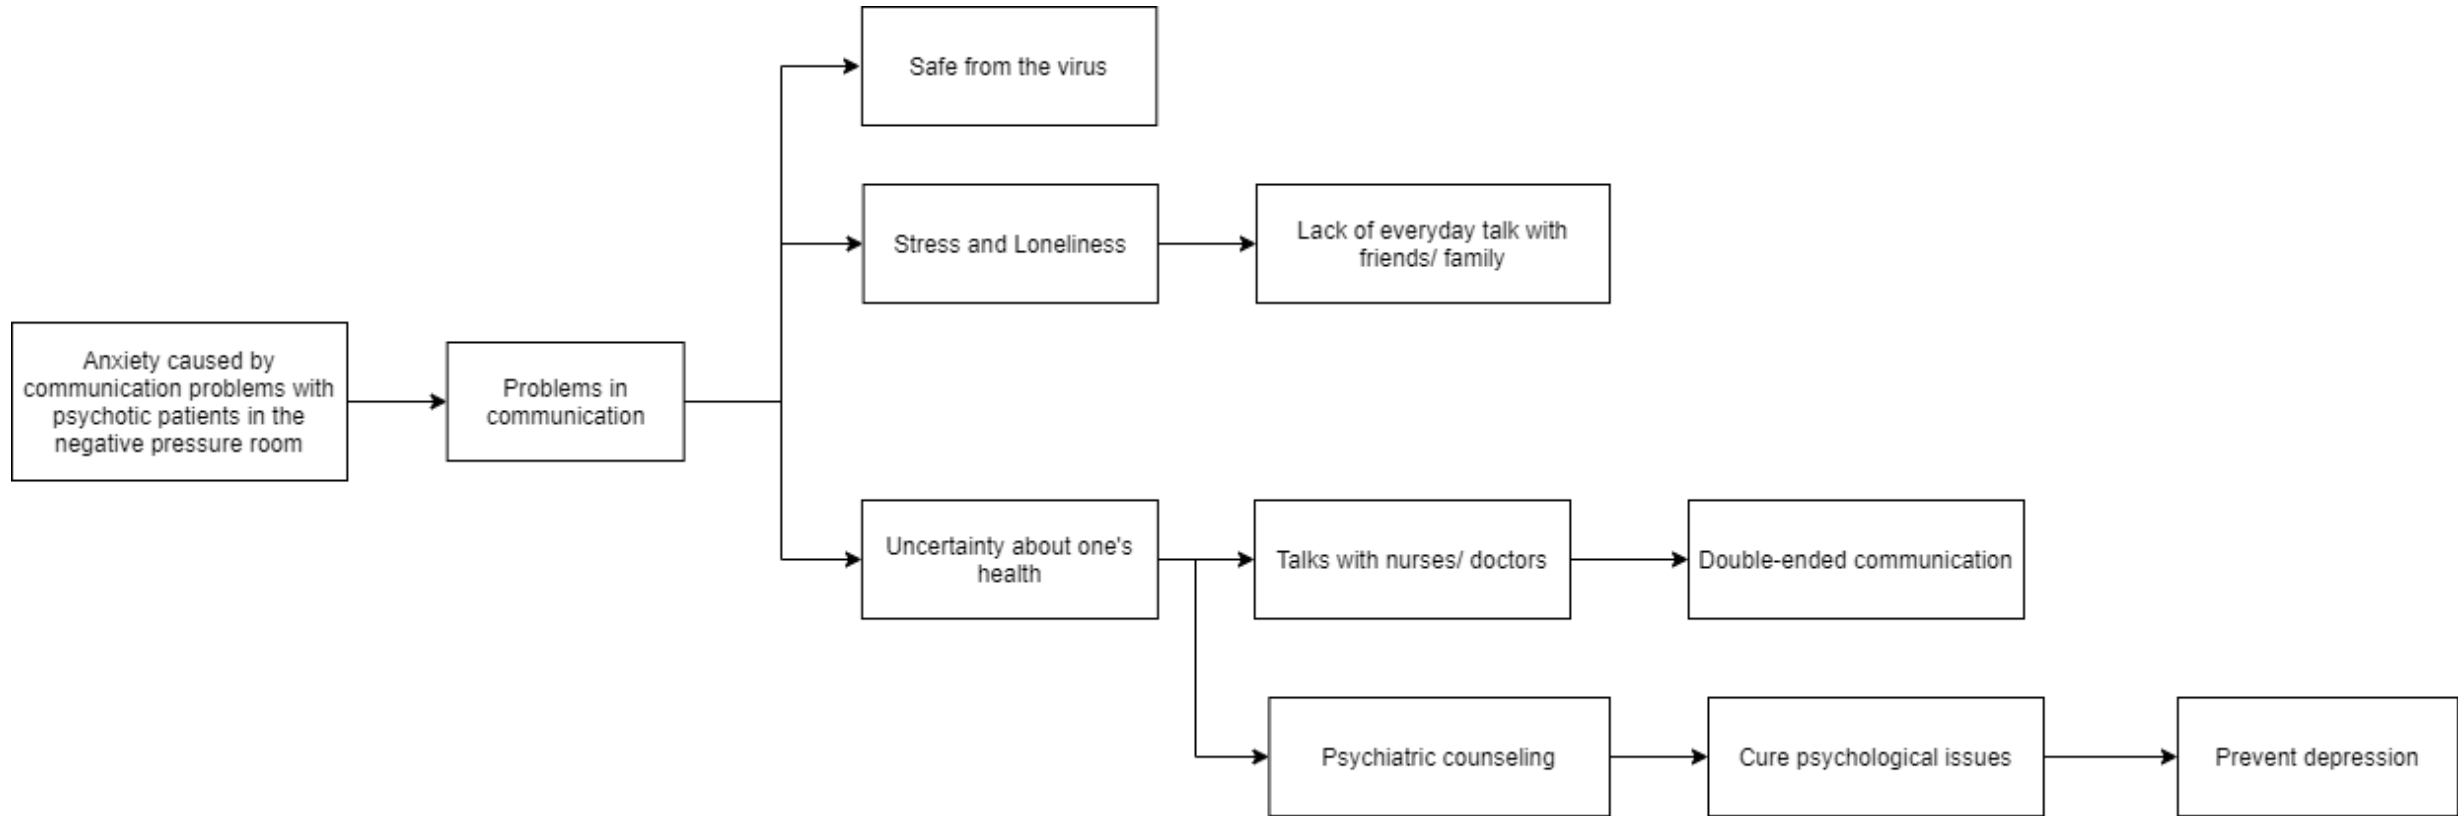 Safe from the virus
Stress and Loneliness
Lack of everyday talk with
friends/ family
Anxiety caused by
communication problems with
psychotic patients in the
negative pressure room
Problems in
communication
Uncertainty about one's
health
Talks with nurses/ doctors
Double-ended communication
Psychiatric counseling
Cure psychological issues
Prevent depression